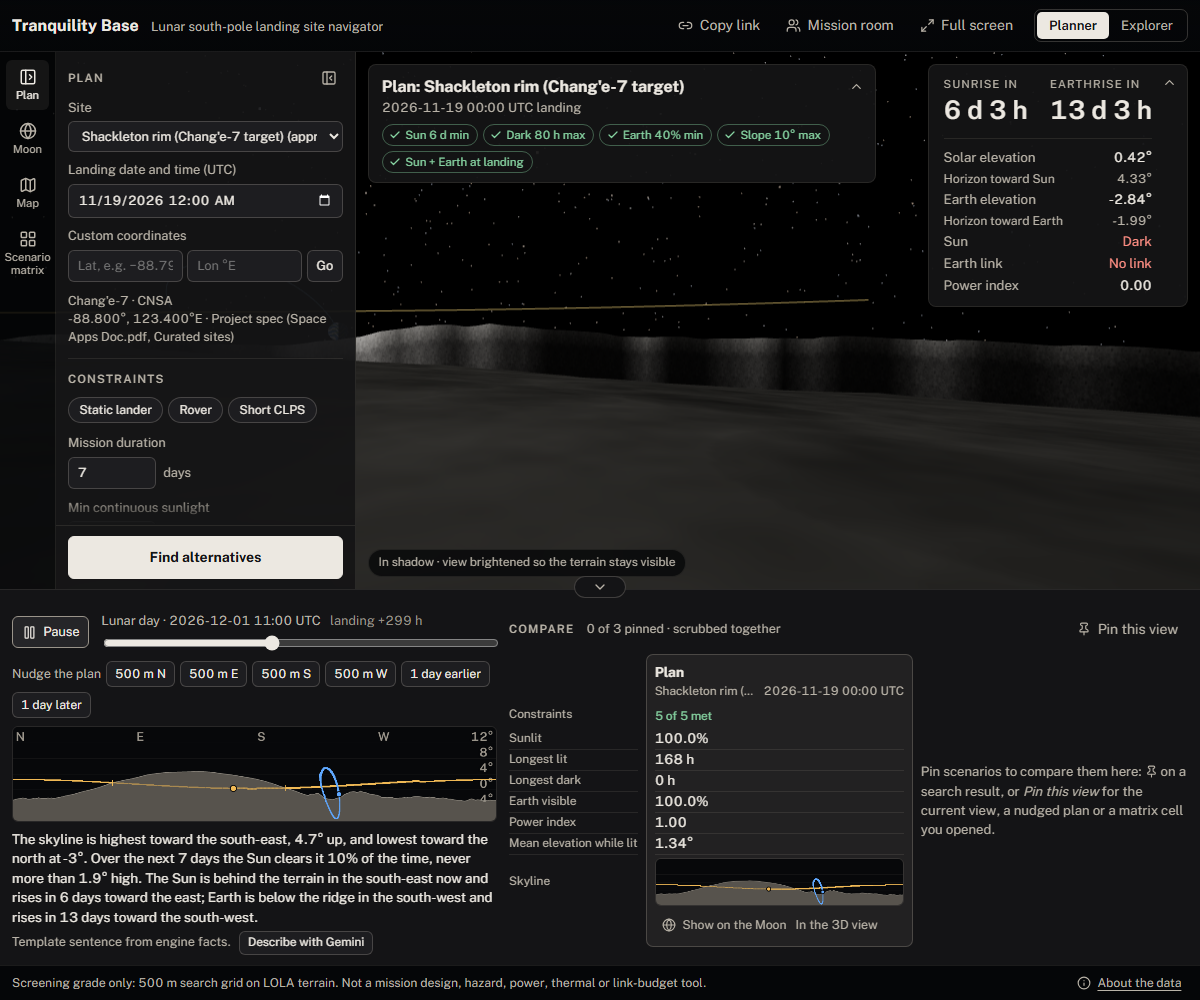 Tranquility Base Lunar south-pole landing site navigator Copy link Mission room Full screen Planner Explorer
Plan
Moon
Map
Scenario
matrix
PLAN
Site
Shackleton rim (Chang'e-7 target) (appr
Landing date and time (UTC)
11/19/2026 12:00 AM
Custom coordinates
Lat, e.g. −88.79 Lon °E Go
Chang'e-7 · CNSA
-88.800°, 123.400°E · Project spec (Space
Apps Doc.pdf, Curated sites)
CONSTRAINTS
Static lander Rover Short CLPS
Mission duration
7 days
Min continuous sunlight
Find alternatives
Plan: Shackleton rim (Chang'e-7 target)
2026-11-19 00:00 UTC landing
Sun 6 d min Dark 80 h max Earth 40% min Slope 10° max
Sun + Earth at landing
SUNRISE IN EARTHRISE IN
6 d 3 h 13 d 3 h
Solar elevation 0.42°
Horizon toward Sun 4.33°
Earth elevation -2.84°
Horizon toward Earth -1.99°
Sun Dark
Earth link No link
Power index 0.00
In shadow · view brightened so the terrain stays visible
Pause Lunar day · 2026-12-01 11:00 UTC landing +299 h
Nudge the plan 500 m N 500 m E 500 m S 500 m W 1 day earlier
1 day later
N E S W 12°
8°
4°
0°
4°
The skyline is highest toward the south-east, 4.7° up, and lowest toward the
north at -3°. Over the next 7 days the Sun clears it 10% of the time, never
more than 1.9° high. The Sun is behind the terrain in the south-east now and
rises in 6 days toward the east; Earth is below the ridge in the south-west and
rises in 13 days toward the south-west.
Template sentence from engine facts. Describe with Gemini
COMPARE 0 of 3 pinned · scrubbed together Pin this view
Plan
Shackleton rim (... 2026-11-19 00:00 UTC
Constraints 5 of 5 met
Sunlit 100.0%
Longest lit 168 h
Longest dark 0 h
Earth visible 100.0%
Power index 1.00
Mean elevation while lit 1.34°
Skyline
Show on the Moon In the 3D view
Pin scenarios to compare them here: on a
search result, or Pin this view for the
current view, a nudged plan or a matrix cell
you opened.
Screening grade only: 500 m search grid on LOLA terrain. Not a mission design, hazard, power, thermal or link-budget tool. About the data